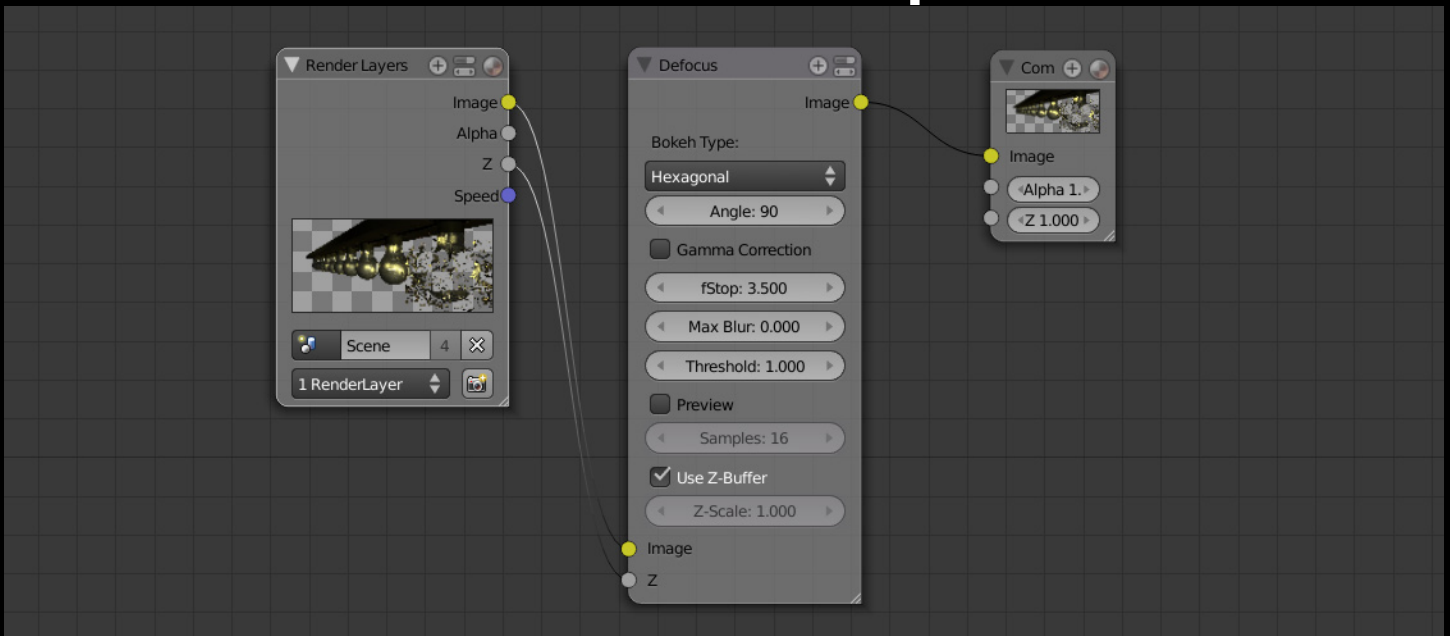 Render Layers
Image
Alpha
Z
Speed
Scene 4
1 RenderLayer
Defocus
Image
Bokeh Type:
Hexagonal
Angle: 90
Gamma Correction
fStop: 3.500
Max Blur: 0.000
Threshold: 1.000
Preview
Samples: 16
Use Z-Buffer
Z-Scale: 1.000
Image
Z
Com
Image
Alpha 1.
Z 1.000